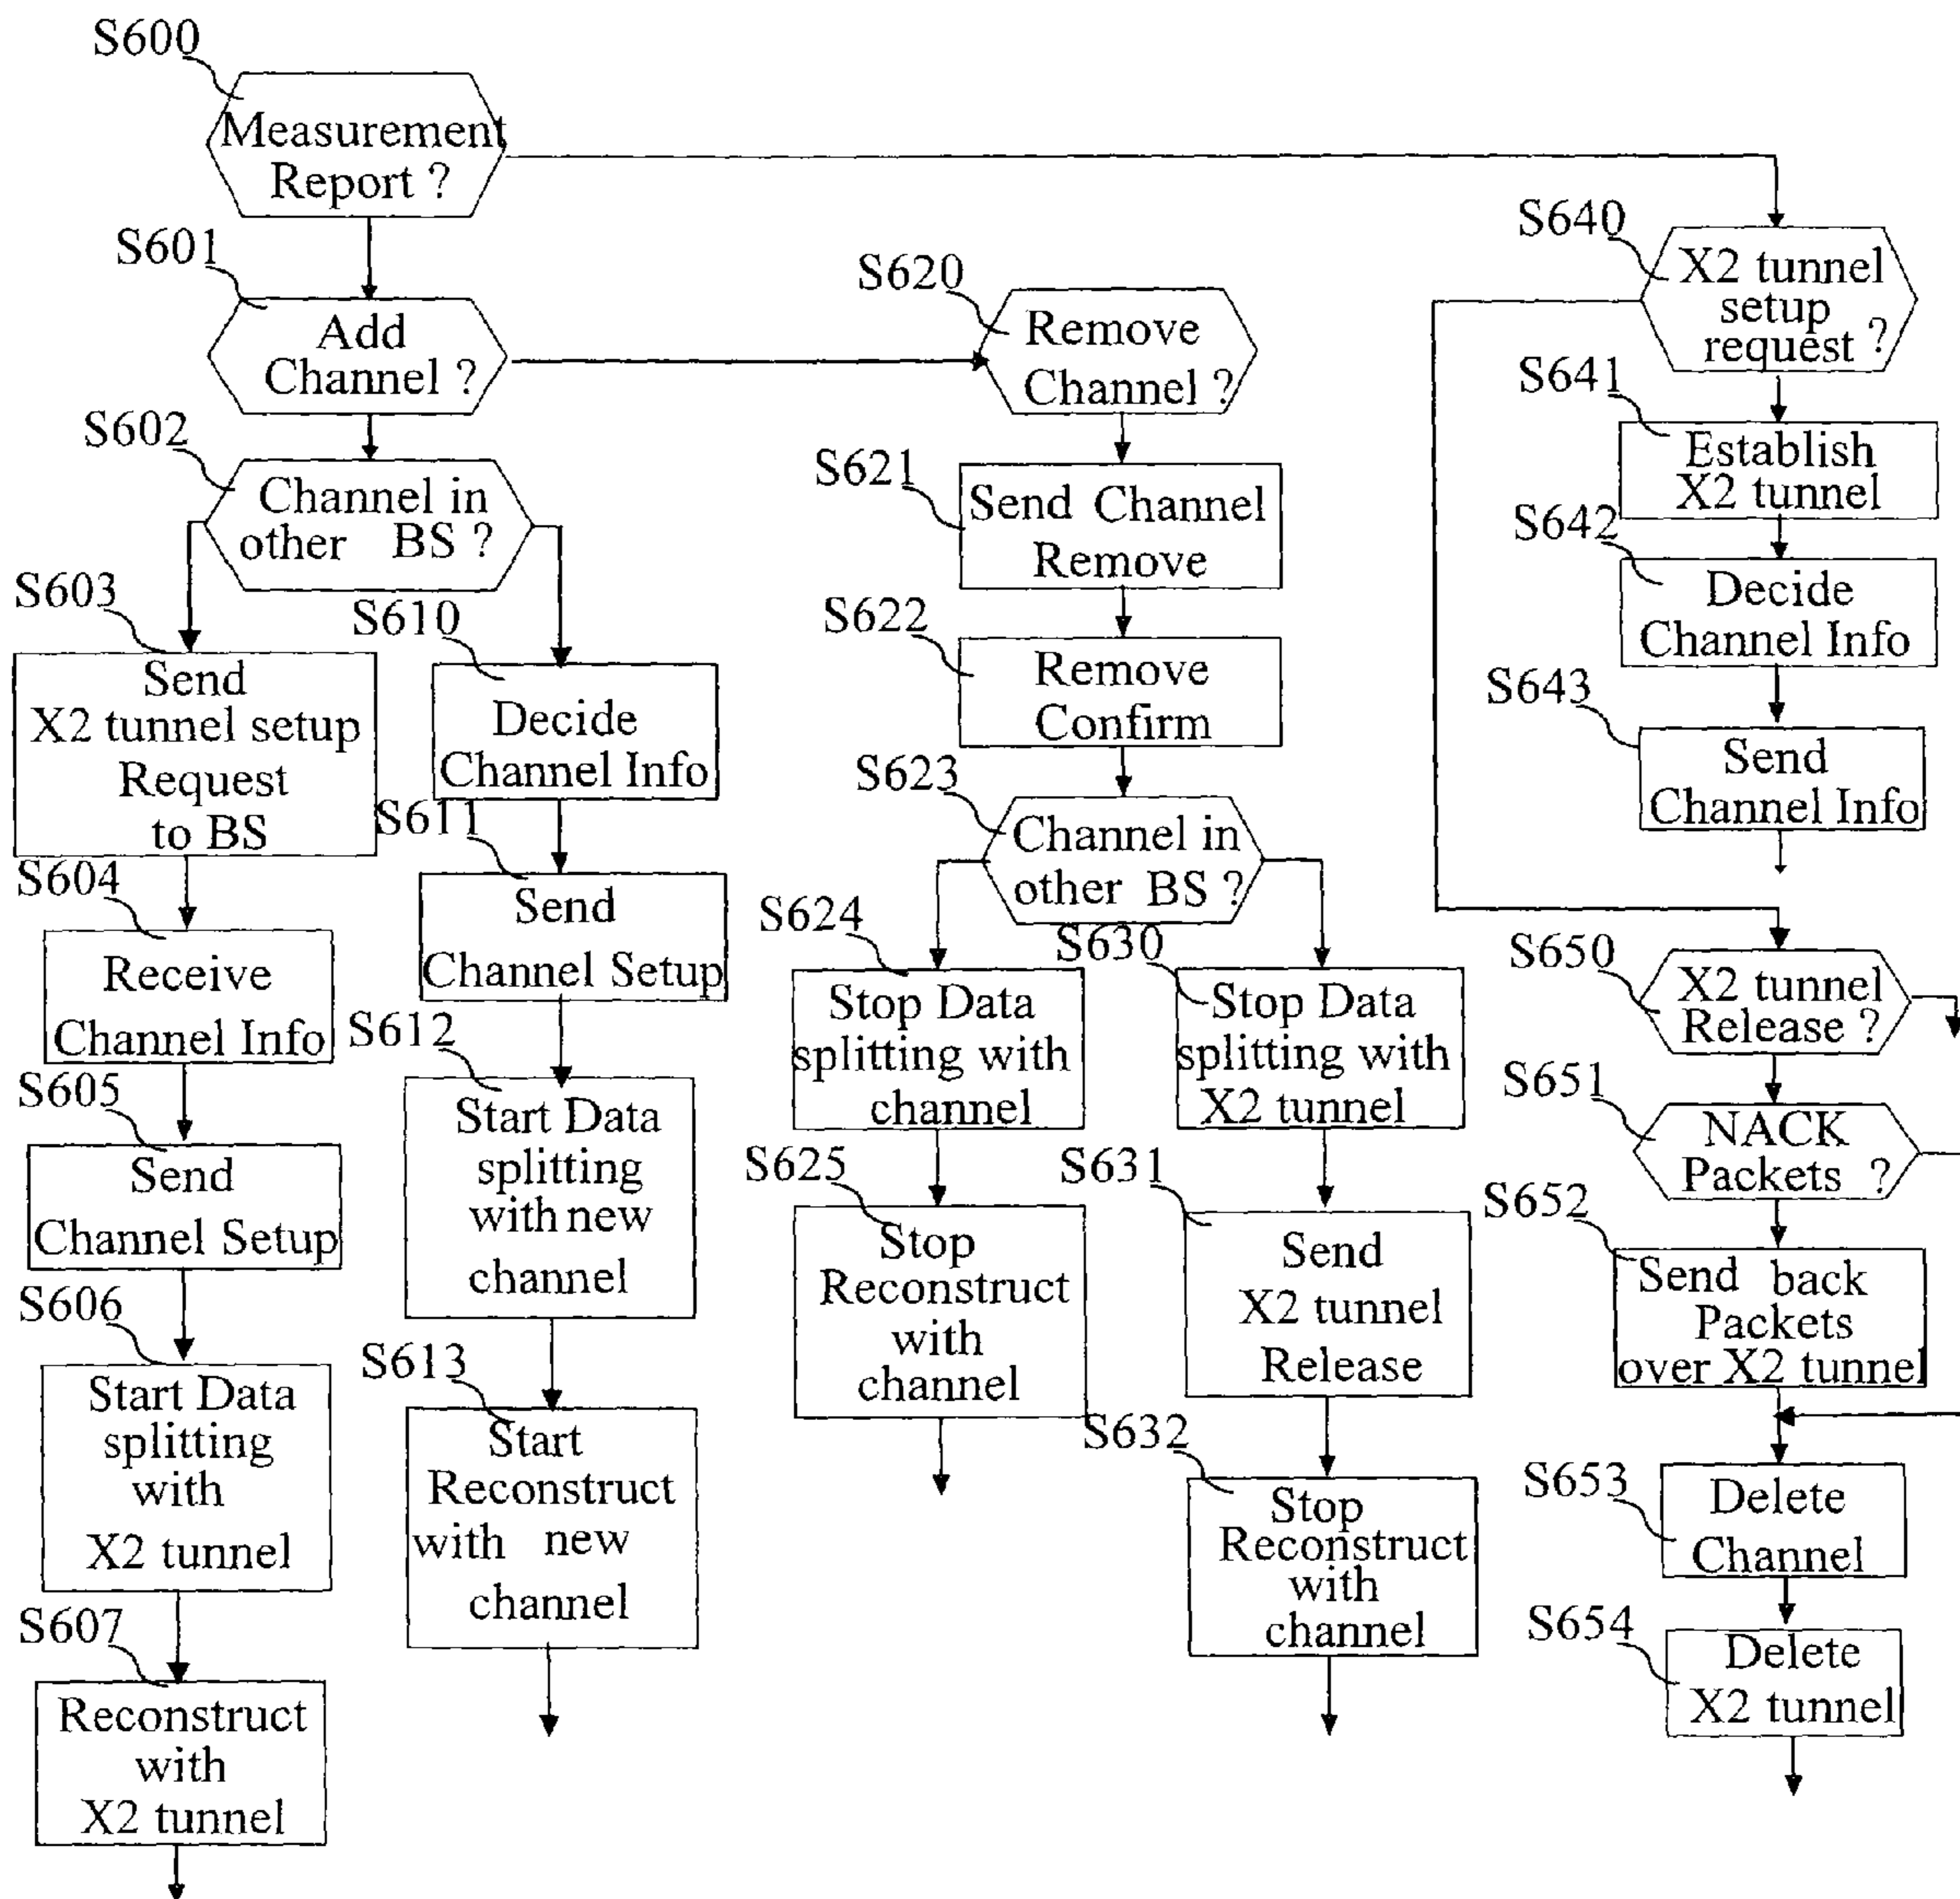 S600
Measurement
Report ?
S601
Add
Channel ?
S602
Channel in
other BS ?
S603
Send
X2 tunnel setup
Request
to BS
S604
Receive
Channel Info
S605
Send
Channel Setup
S606
Start Data
splitting
with
X2 tunnel
S607
Reconstruct
with
X2 tunnel
S610
Decide
Channel Info
S611
Send
Channel Setup
S612
Start Data
splitting
with new
channel
S613
Start
Reconstruct
with new
channel
S620
Remove
Channel ?
S621
Send Channel
Remove
S622
Remove
Confirm
S623
Channel in
other BS ?
S624
Stop Data
splitting with
channel
S625
Stop
Reconstruct
with
channel
S630
Stop Data
splitting with
X2 tunnel
S631
Send
X2 tunnel
Release
S632
Stop
Reconstruct
with
channel
S640
X2 tunnel
setup
request ?
S641
Establish
X2 tunnel
S642
Decide
Channel Info
S643
Send
Channel Info
S650
X2 tunnel
Release ?
S651
NACK
Packets ?
S652
Send back
Packets
over X2 tunnel
S653
Delete
Channel
S654
Delete
X2 tunnel